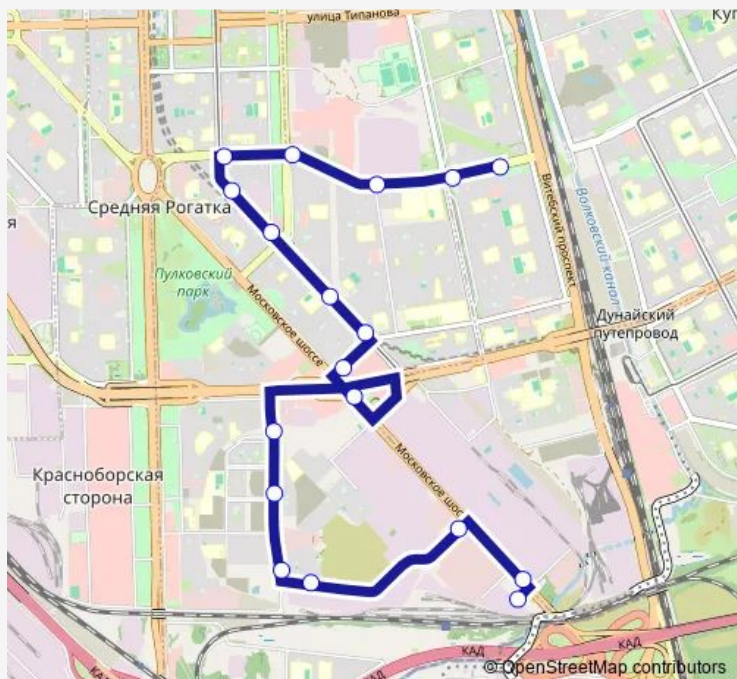 улица Типанова
Куп
Средняя Рогатка
я
Витебский проспект
Волковский канал
Пулковский
парк
Московское шоссе
Дунайский
путепровод
Московское шос
Красноборская
сторона
КАД
КАД
КАД
© OpenStreetMap contributors